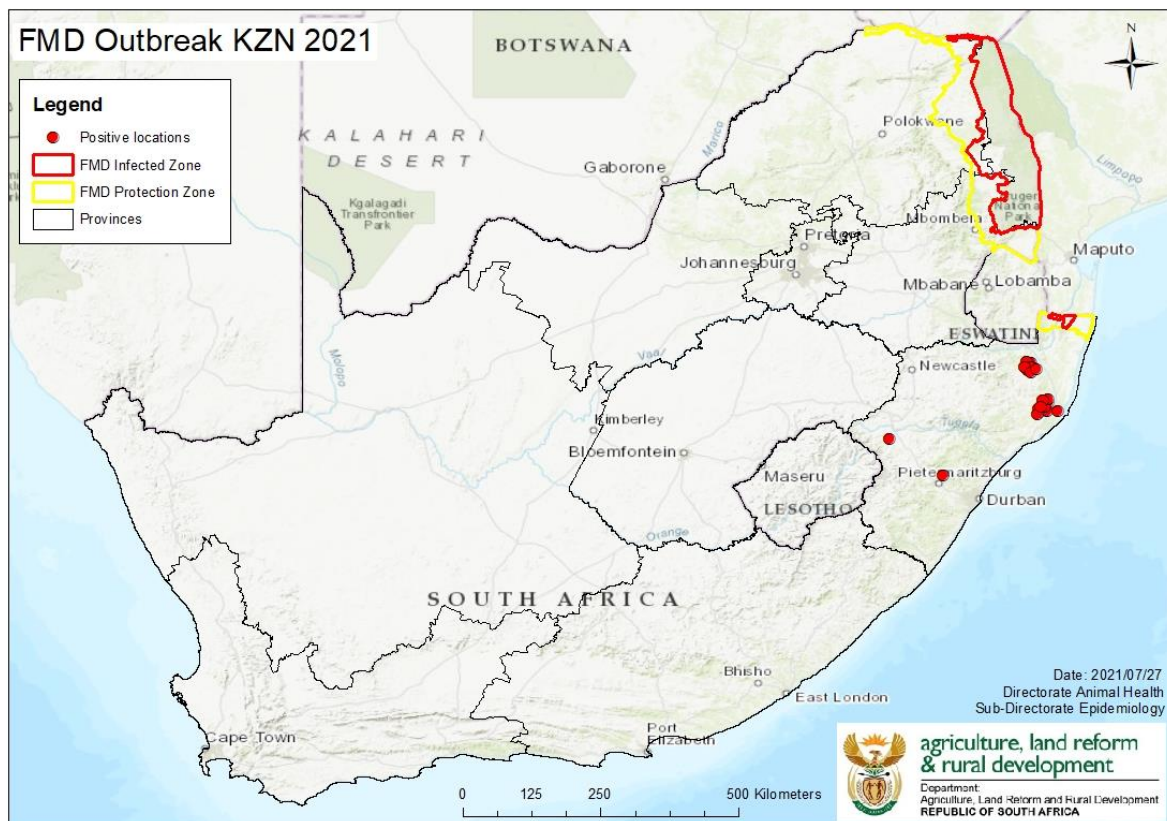 FMD Outbreak KZN 2021
Legend
Positive locations
FMD Infected Zone
FMD Protection Zone
Provinces
BOTSWANA
N
KALAHARI
DESERT
Marico
Polokwane
Gaborone
Limpopo
Kgalagadi
Transfrontier
Park
Kruger
National
Park
Mbombela
Pretoria
Maputo
Johannesburg
Mbabane
Lobamba
ESWATINI
Molopo
Vaal
Newcastle
Kimberley
Tugela
Bloemfontein
Maseru
Pietermaritzburg
LESOTHO
Durban
Orange
SOUTH AFRICA
Bhisho
East London
Date: 2021/07/27
Directorate Animal Health
Sub-Directorate Epidemiology
Cape Town
Port
Elizabeth
0 125 250 500 Kilometers
agriculture, land reform
& rural development
Department:
Agriculture, Land Reform and Rural Development
REPUBLIC OF SOUTH AFRICA